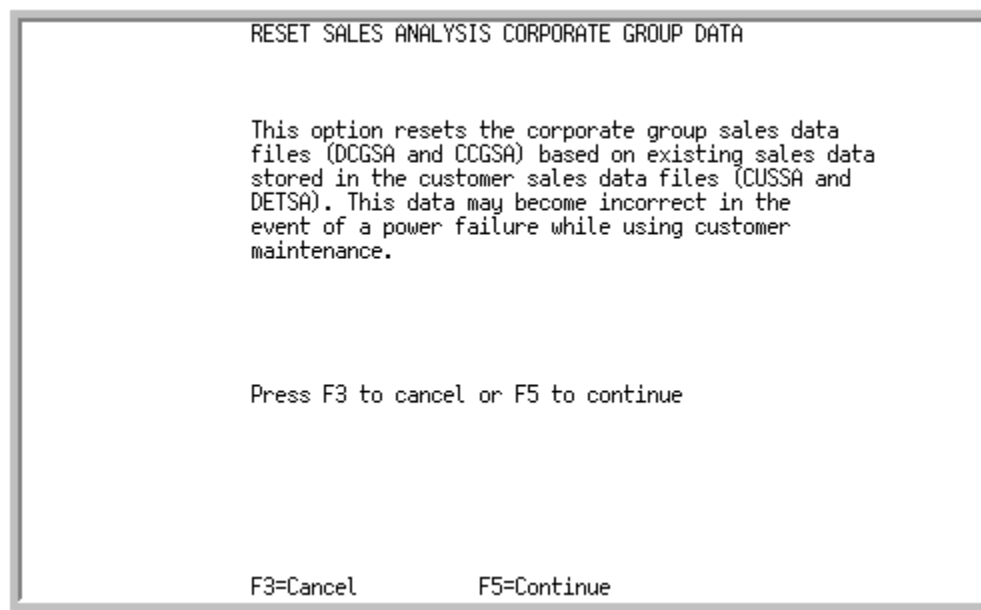 RESET SALES ANALYSIS CORPORATE GROUP DATA
This option resets the corporate group sales data
files (DCGSA and CCGSA) based on existing sales data
stored in the customer sales data files (CUSSA and
DETSA). This data may become incorrect in the
event of a power failure while using customer
maintenance.
Press F3 to cancel or F5 to continue
F3=Cancel F5=Continue